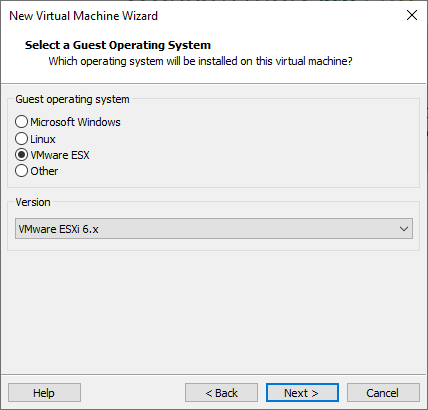 New Virtual Machine Wizard
Select a Guest Operating System
Which operating system will be installed on this virtual machine?
Guest operating system
Microsoft Windows
Linux
VMware ESX
Other
Version
VMware ESXi 6.x
Help
< Back
Next >
Cancel